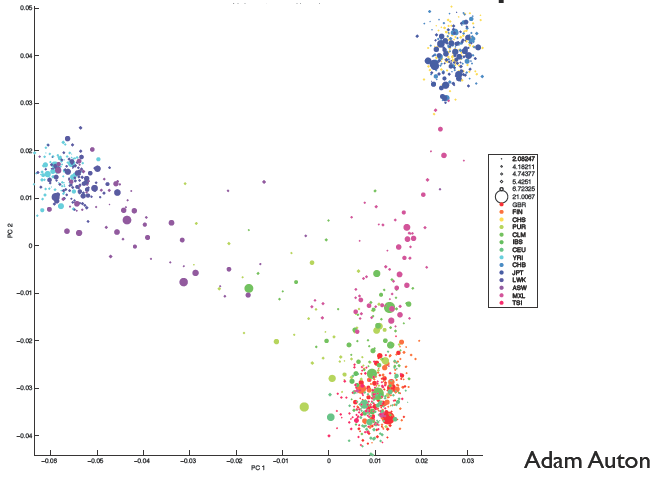 0.05
0.04
0.03
0.02
0.01
0
−0.01
−0.02
−0.03
−0.04
PC 2
−0.06
−0.05
−0.04
−0.03
−0.02
−0.01
0
0.01
0.02
0.03
PC 1
2.08247
4.18211
4.74377
5.4251
6.72325
21.0067
GBR
FIN
CHS
PUR
CLM
IBS
CEU
YRI
CHB
JPT
LWK
ASW
MXL
TSI
Adam Auton